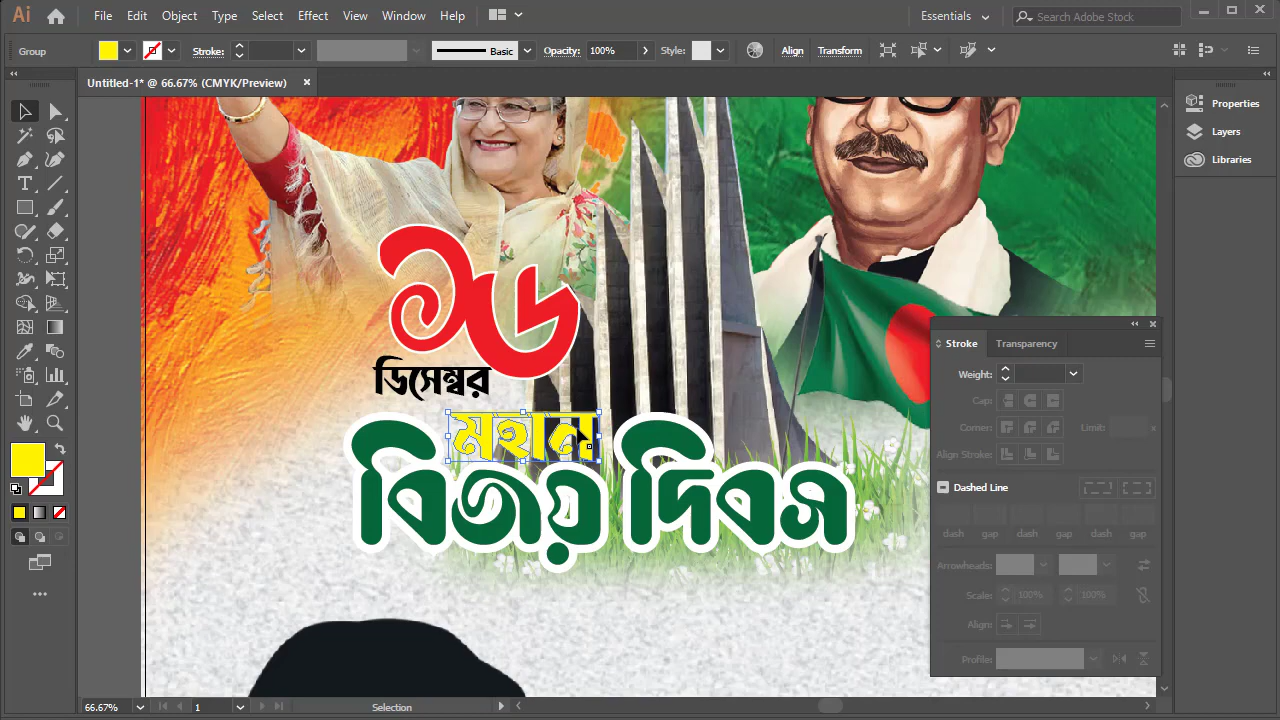 Ai File Edit Object Type Select Effect View Window Help Essentials Search Adobe Stock
Group Stroke: Basic Opacity: 100% Style: Align Transform
Untitled-1* @ 66.67% (CMYK/Preview)
Properties
Layers
Libraries
১৬
ডিসেম্বর
মহান
বিজয় দিবস
Stroke Transparency
Weight:
Cap:
Corner: Limit: x
Align Stroke:
Dashed Line
dash gap dash gap dash gap
Arrowheads:
Scale: 100% 100%
Align:
Profile:
66.67% 1 Selection